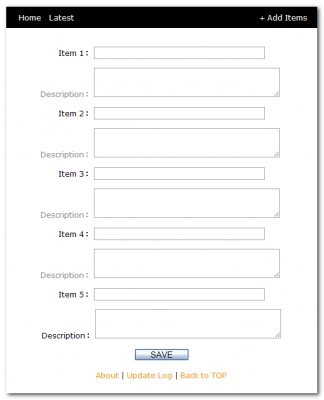 Home Latest + Add Items
Item 1:
Description:
Item 2:
Description:
Item 3:
Description:
Item 4:
Description:
Item 5:
Description:
SAVE
About | Update Log | Back to TOP